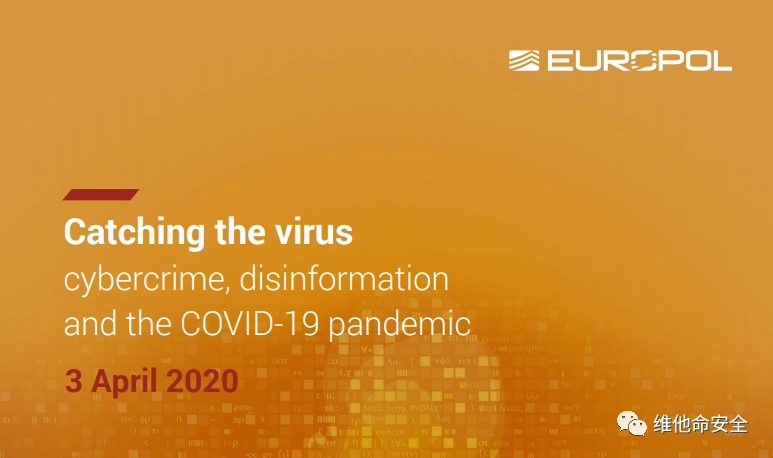 EUROPOL
Catching the virus
cybercrime, disinformation
and the COVID-19 pandemic
3 April 2020
维他命安全